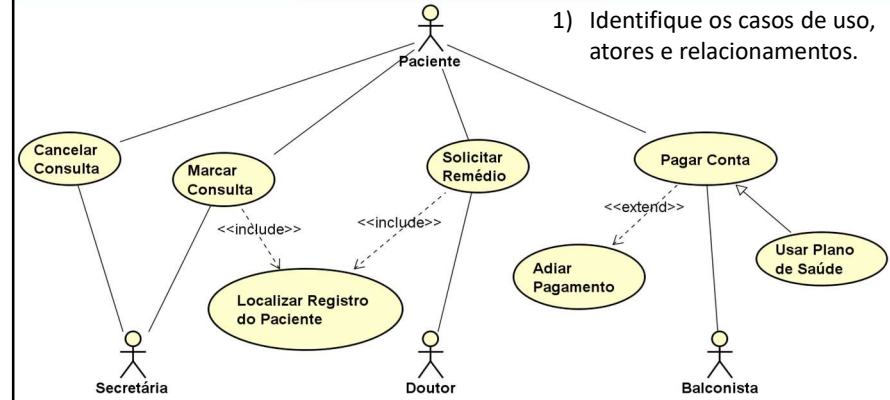 1) Identifique os casos de uso,
atores e relacionamentos.
Paciente
Cancelar
Consulta
Marcar
Consulta
Solicitar
Remédio
Pagar Conta
<<include>>
<<include>>
<<extend>>
Usar Plano
de Saúde
Adiar
Pagamento
Localizar Registro
do Paciente
Secretária
Doutor
Balconista